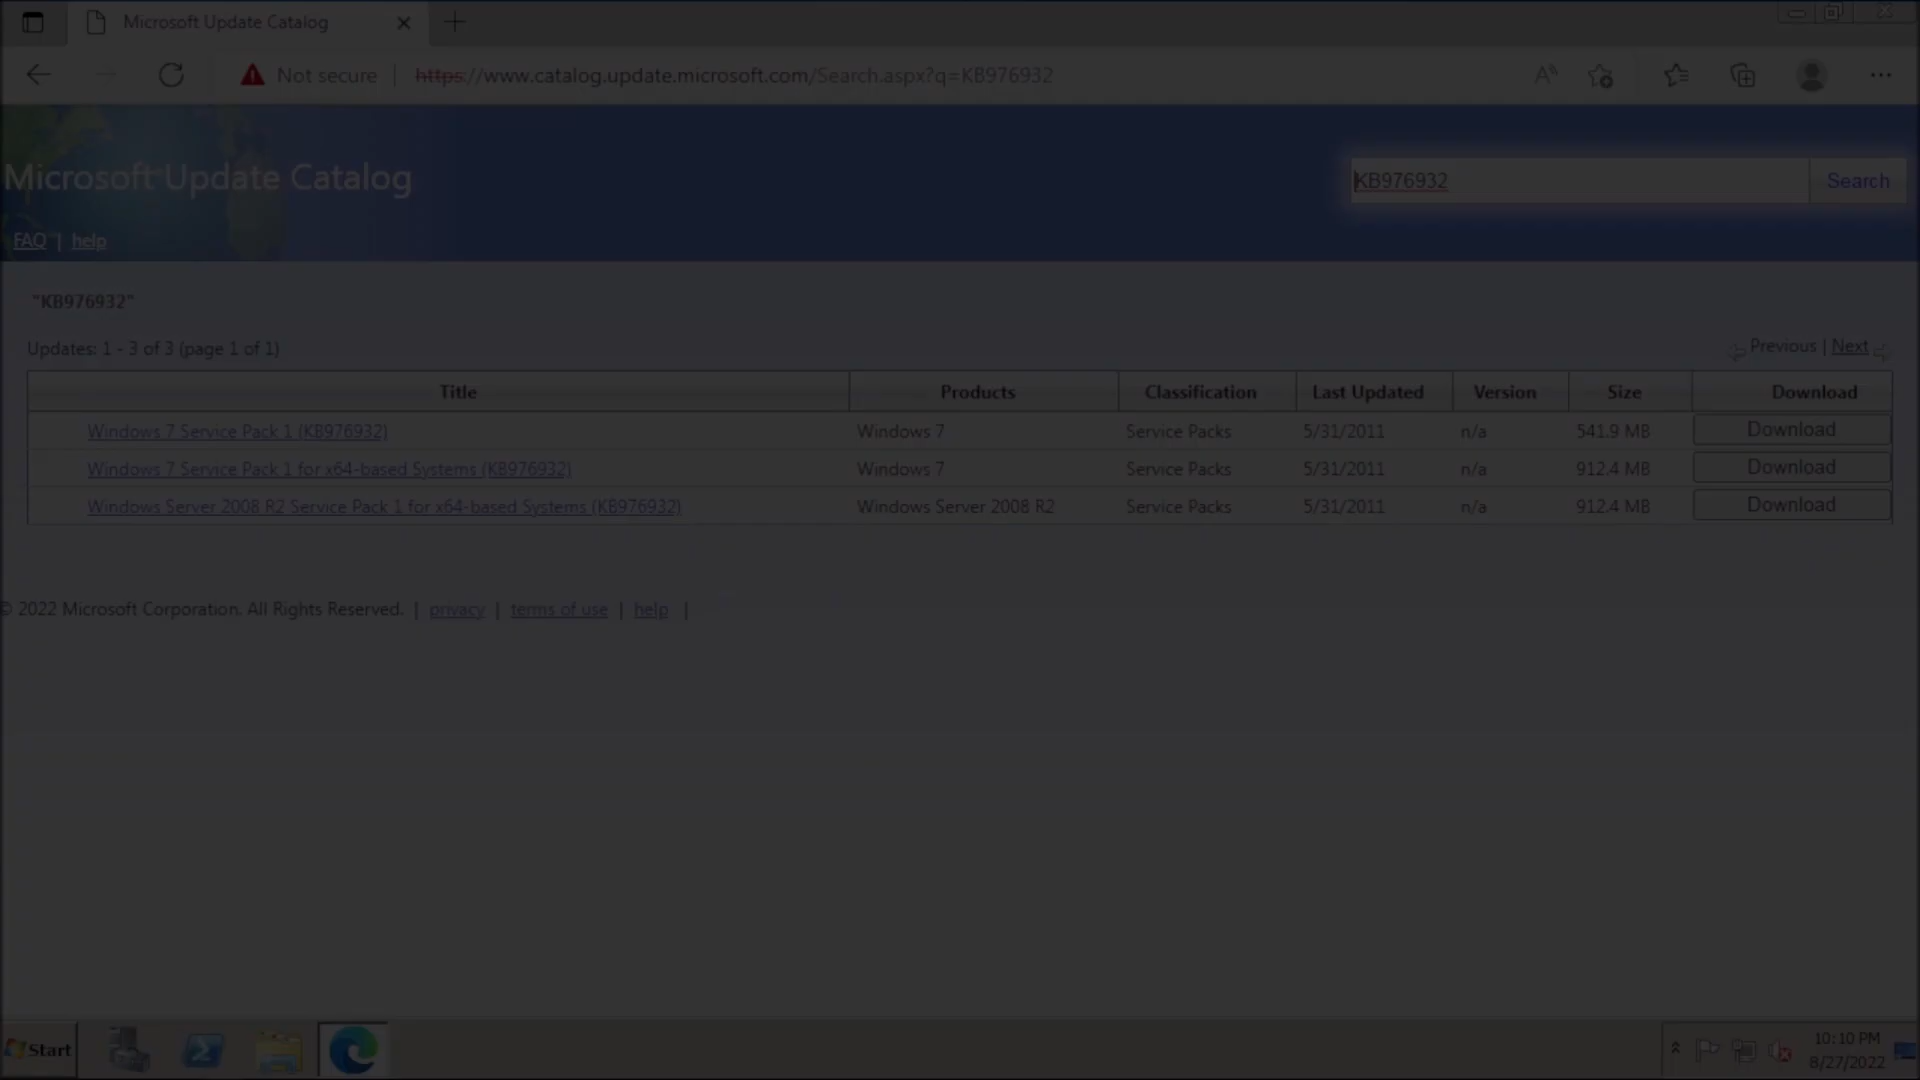 Microsoft Update Catalog
Not secure | https://www.catalog.update.microsoft.com/Search.aspx?q=KB976932
Microsoft Update Catalog
KB976932 Search
FAQ | help
"KB976932"
Updates: 1 - 3 of 3 (page 1 of 1) Previous | Next
Title Products Classification Last Updated Version Size Download
Windows 7 Service Pack 1 (KB976932) Windows 7 Service Packs 5/31/2011 n/a 541.9 MB Download
Windows 7 Service Pack 1 for x64-based Systems (KB976932) Windows 7 Service Packs 5/31/2011 n/a 912.4 MB Download
Windows Server 2008 R2 Service Pack 1 for x64-based Systems (KB976932) Windows Server 2008 R2 Service Packs 5/31/2011 n/a 912.4 MB Download
© 2022 Microsoft Corporation. All Rights Reserved. | privacy | terms of use | help |
Start 10:10 PM
8/27/2022